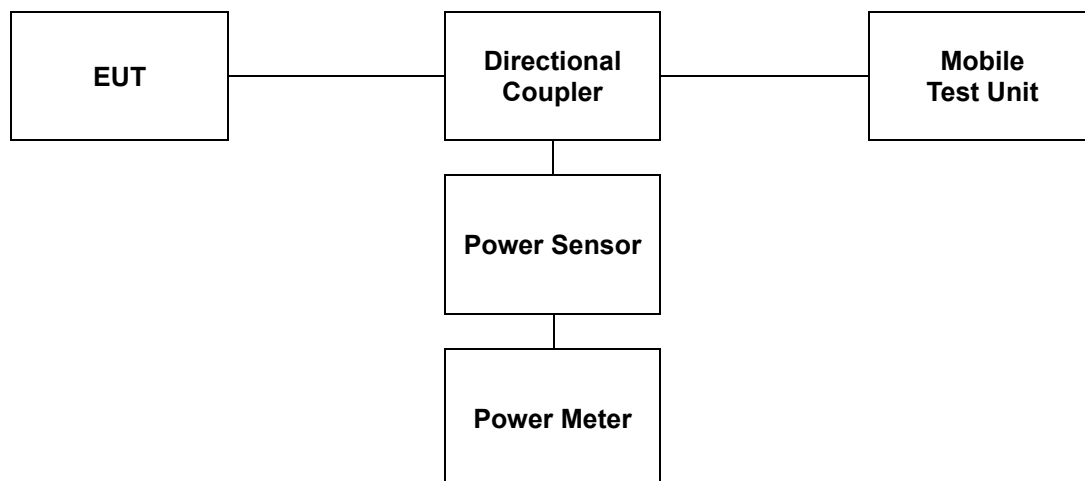 EUT
Directional
Coupler
Mobile
Test Unit
Power Sensor
Power Meter